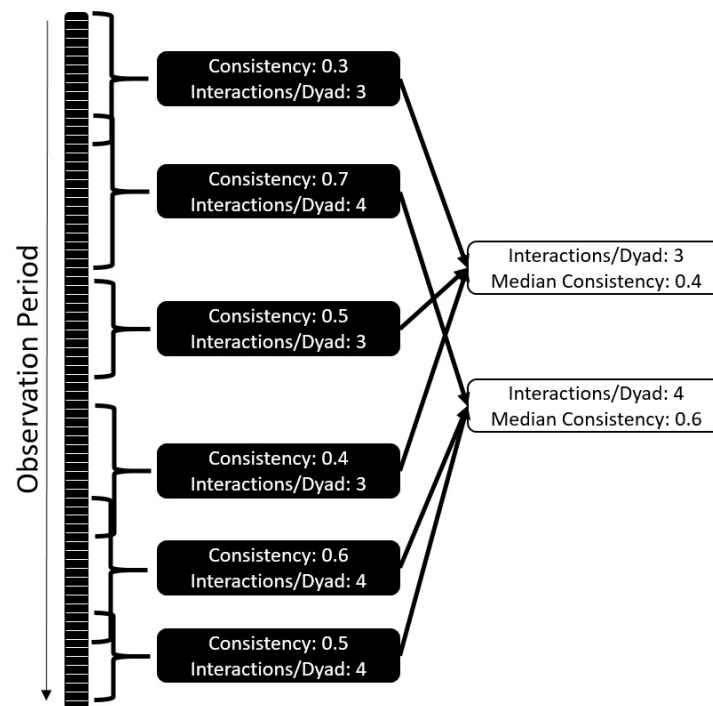 Observation Period
Consistency: 0.3
Interactions/Dyad: 3
Consistency: 0.7
Interactions/Dyad: 4
Consistency: 0.5
Interactions/Dyad: 3
Consistency: 0.4
Interactions/Dyad: 3
Consistency: 0.6
Interactions/Dyad: 4
Consistency: 0.5
Interactions/Dyad: 4
Interactions/Dyad: 3
Median Consistency: 0.4
Interactions/Dyad: 4
Median Consistency: 0.6